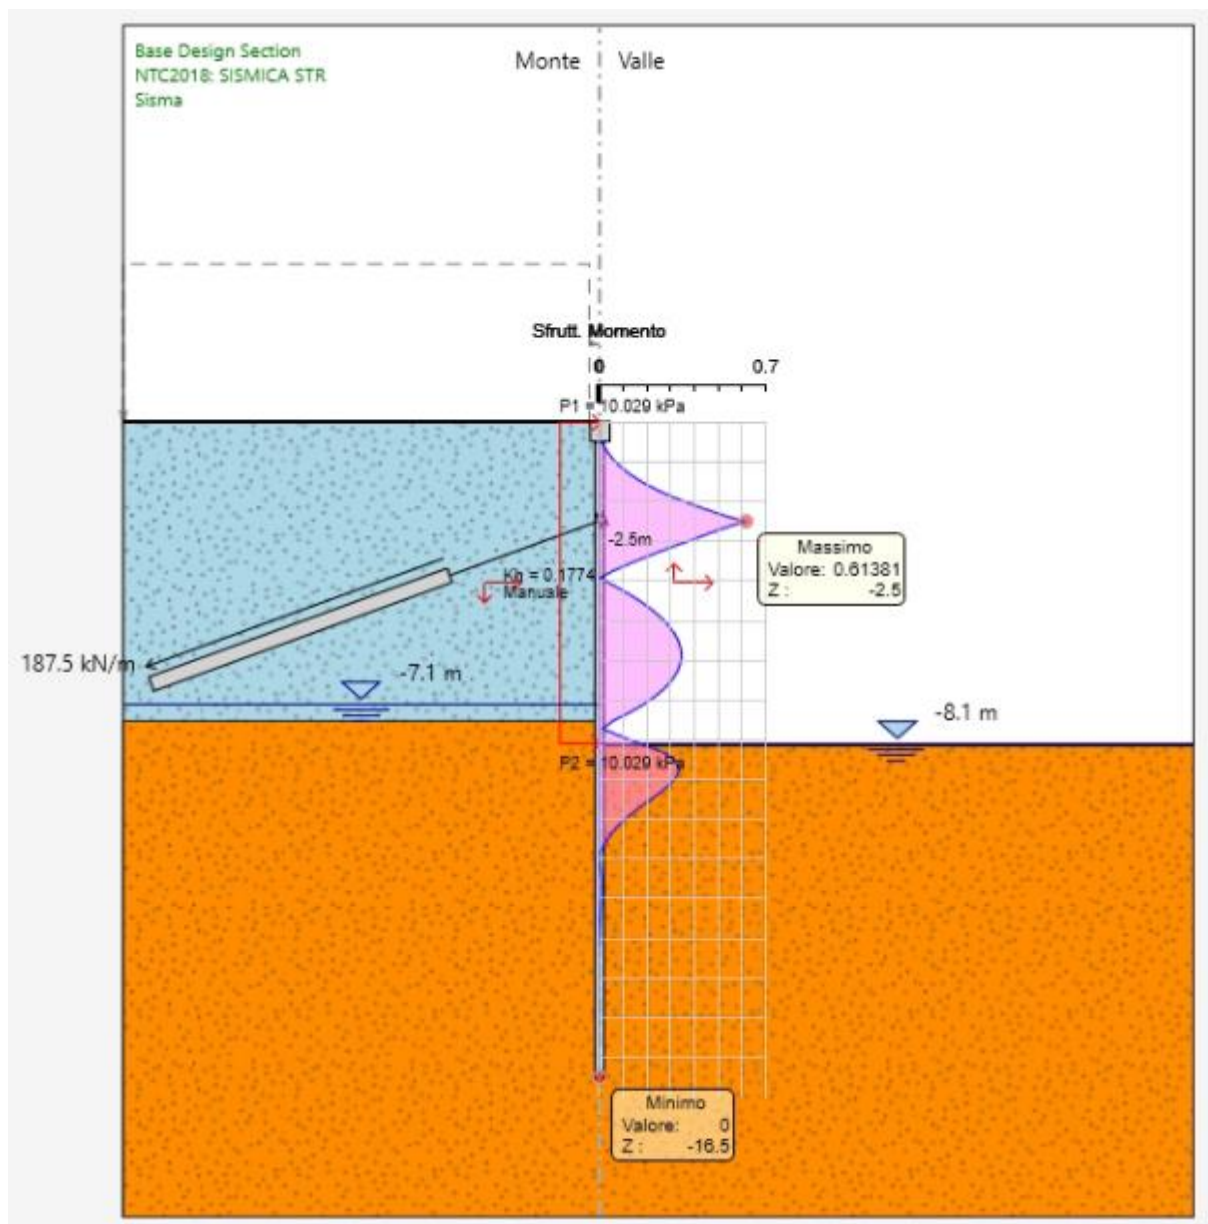 Base Design Section
NTC2018: SISMICA STR
Sisma
Monte
Valle
Sfrutt. Momento
0
0.7
P1 = 10.029 kPa
-2.5m
Massimo
Valore: 0.61381
Z : -2.5
Kh = 0.1774
Manuale
187.5 kN/m
-7.1 m
-8.1 m
P2 = 10.029 kPa
Minimo
Valore: 0
Z : -16.5